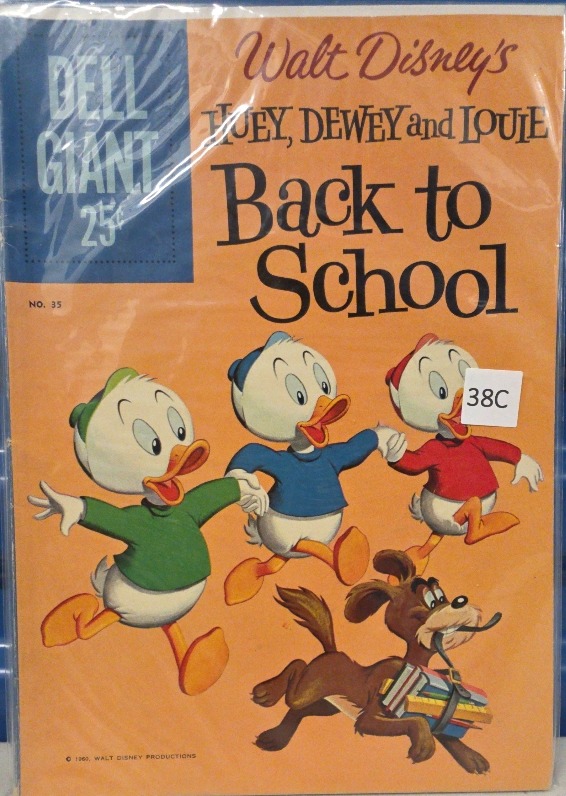 DELL
GIANT
25¢
Walt Disney's
HUEY, DEWEY and LOUIE
Back to
School
NO. 35
38C
© 1960, WALT DISNEY PRODUCTIONS